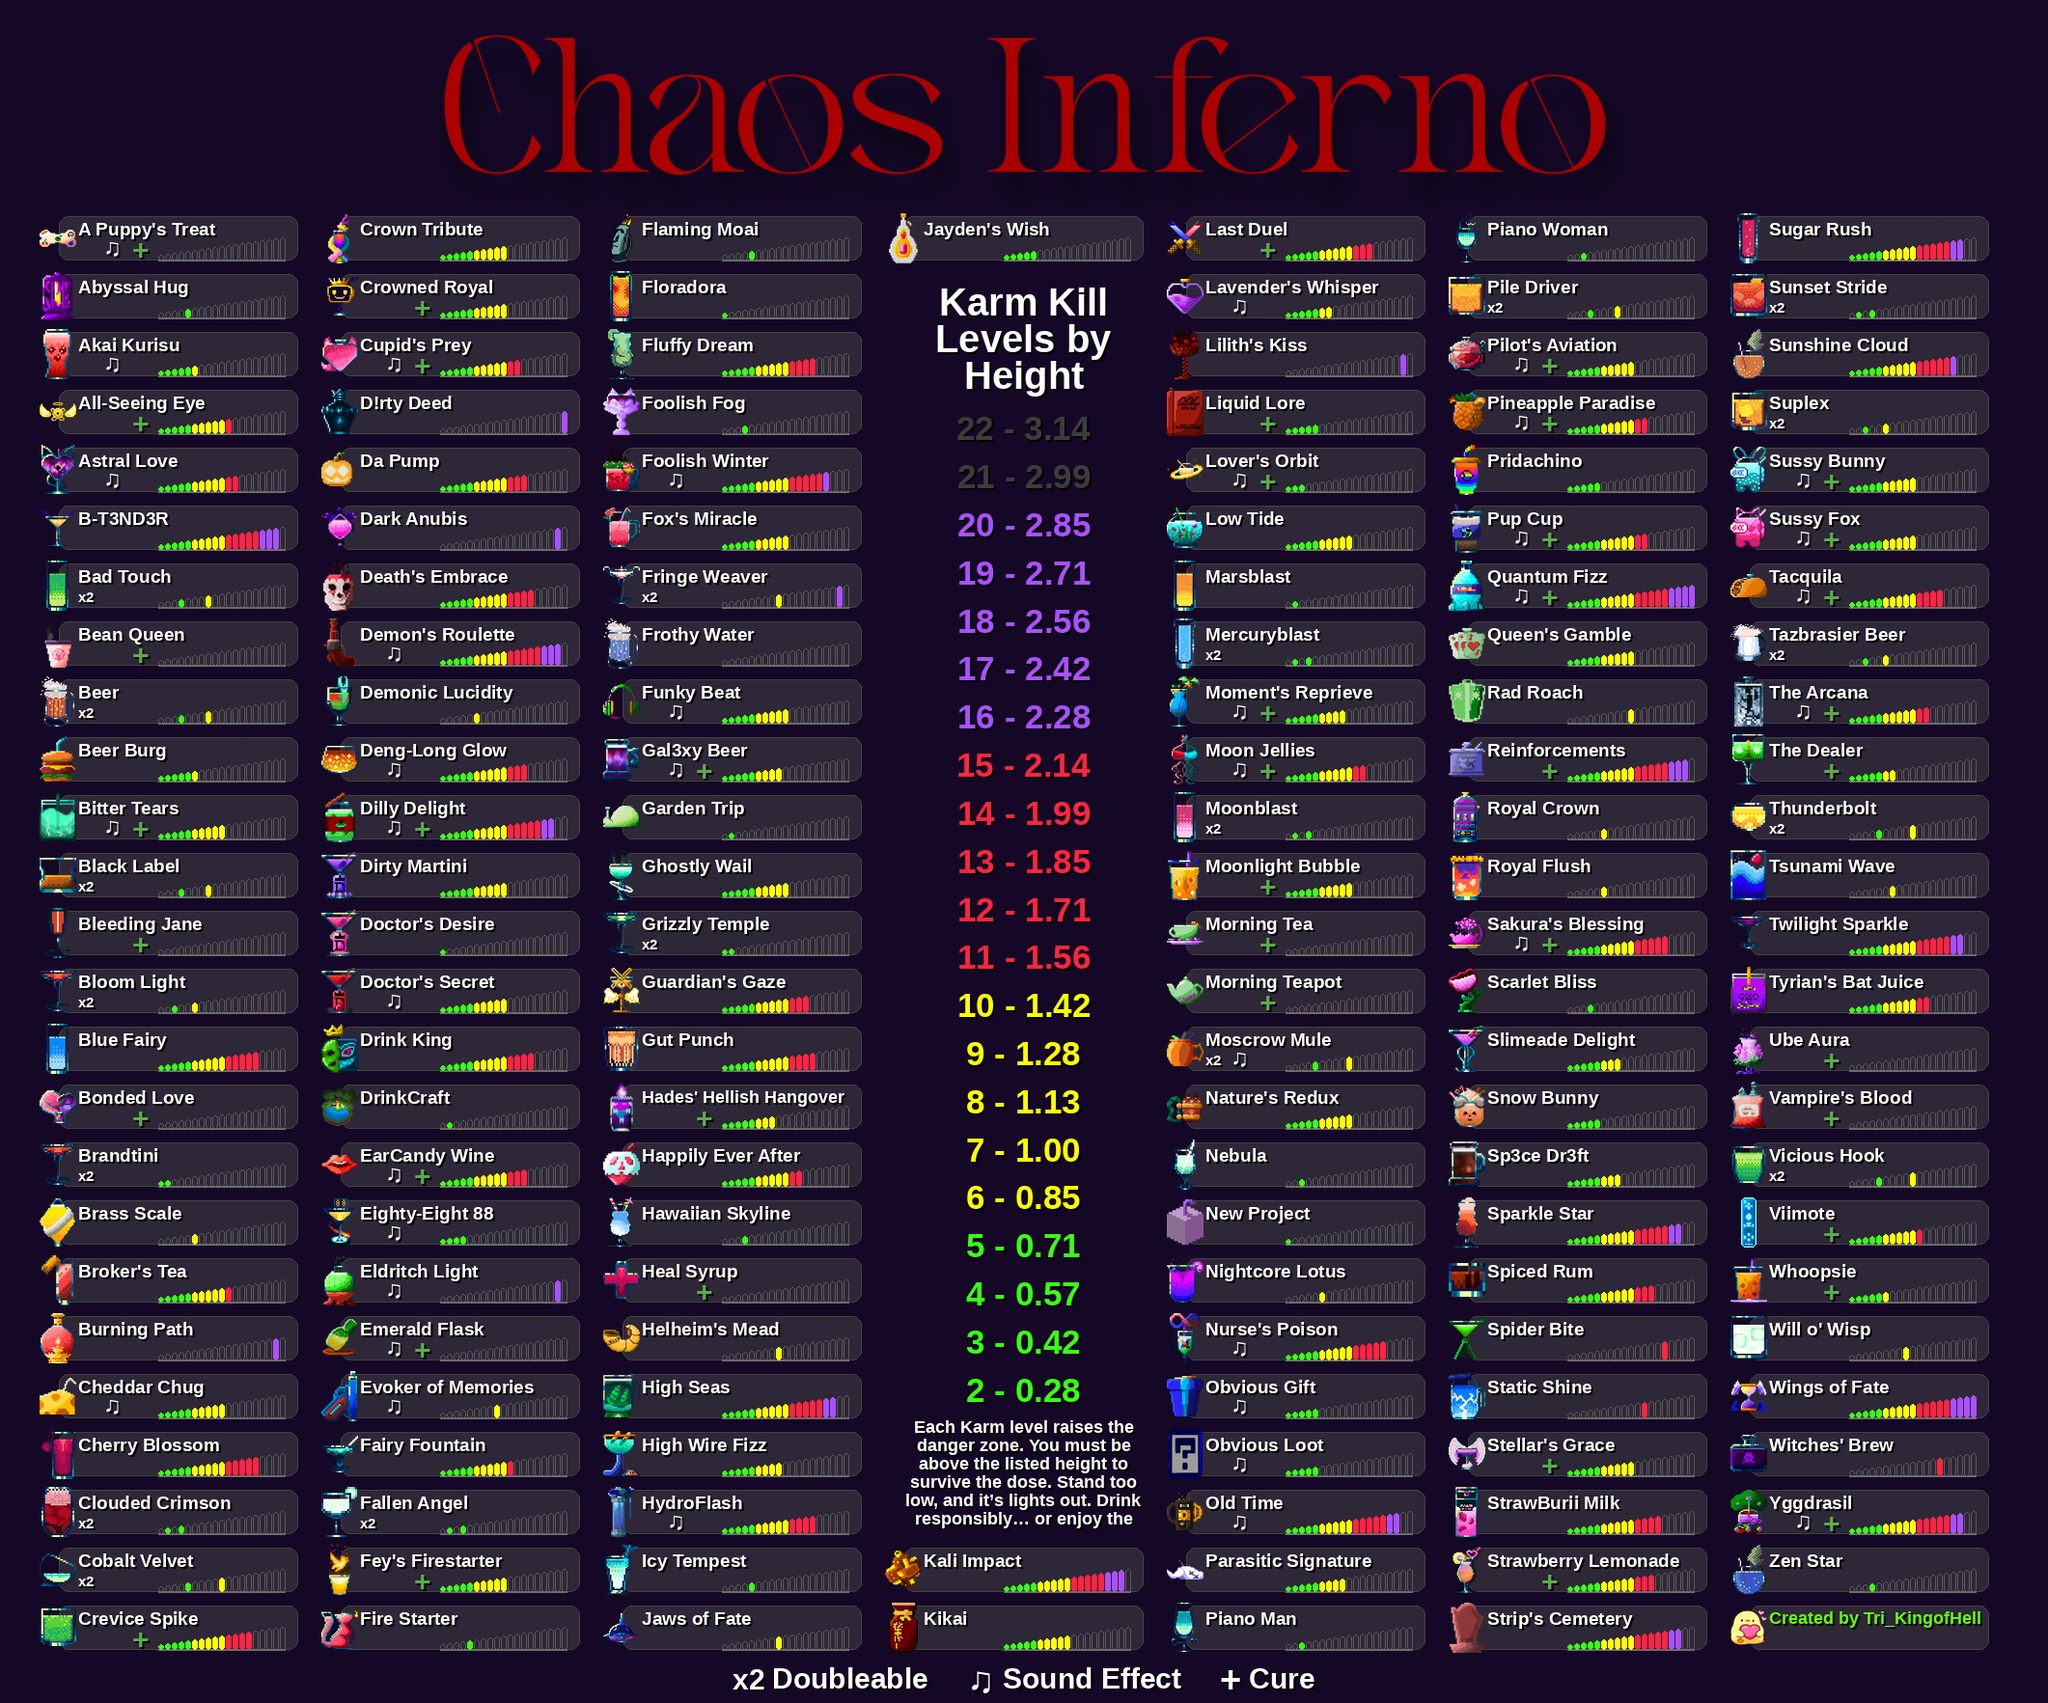 Chaos Inferno
A Puppy's Treat
♫ +
Abyssal Hug
Akai Kurisu
♫
All-Seeing Eye
+
Astral Love
♫
B-T3ND3R
Bad Touch
x2
Bean Queen
+
Beer
x2
Beer Burg
Bitter Tears
♫ +
Black Label
x2
Bleeding Jane
+
Bloom Light
x2
Blue Fairy
Bonded Love
+
Brandtini
x2
Brass Scale
Broker's Tea
Burning Path
Cheddar Chug
♫
Cherry Blossom
Clouded Crimson
x2
Cobalt Velvet
x2
Crevice Spike
+
Crown Tribute
Crowned Royal
+
Cupid's Prey
♫ +
D!rty Deed
Da Pump
Dark Anubis
Death's Embrace
Demon's Roulette
♫
Demonic Lucidity
Deng-Long Glow
♫
Dilly Delight
♫ +
Dirty Martini
Doctor's Desire
Doctor's Secret
♫
Drink King
DrinkCraft
EarCandy Wine
♫ +
Eighty-Eight 88
♫
Eldritch Light
♫
Emerald Flask
♫ +
Evoker of Memories
♫
Fairy Fountain
Fallen Angel
x2
Fey's Firestarter
+
Fire Starter
Flaming Moai
Floradora
Fluffy Dream
Foolish Fog
Foolish Winter
♫
Fox's Miracle
Fringe Weaver
x2
Frothy Water
Funky Beat
♫
Gal3xy Beer
♫ +
Garden Trip
Ghostly Wail
Grizzly Temple
x2
Guardian's Gaze
Gut Punch
Hades' Hellish Hangover
+
Happily Ever After
Hawaiian Skyline
Heal Syrup
+
Helheim's Mead
High Seas
High Wire Fizz
HydroFlash
♫
Icy Tempest
Jaws of Fate
Jayden's Wish
Karm Kill
Levels by
Height
22 - 3.14
21 - 2.99
20 - 2.85
19 - 2.71
18 - 2.56
17 - 2.42
16 - 2.28
15 - 2.14
14 - 1.99
13 - 1.85
12 - 1.71
11 - 1.56
10 - 1.42
9 - 1.28
8 - 1.13
7 - 1.00
6 - 0.85
5 - 0.71
4 - 0.57
3 - 0.42
2 - 0.28
Each Karm level raises the
danger zone. You must be
above the listed height to
survive the dose. Stand too
low, and it's lights out. Drink
responsibly… or enjoy the
Kali Impact
Kikai
Last Duel
+
Lavender's Whisper
♫
Lilith's Kiss
Liquid Lore
+
Lover's Orbit
♫ +
Low Tide
Marsblast
Mercuryblast
x2
Moment's Reprieve
♫ +
Moon Jellies
♫ +
Moonblast
x2
Moonlight Bubble
+
Morning Tea
+
Morning Teapot
+
Moscrow Mule
x2 ♫
Nature's Redux
Nebula
New Project
Nightcore Lotus
Nurse's Poison
♫
Obvious Gift
♫
Obvious Loot
♫
Old Time
♫
Parasitic Signature
Piano Man
Piano Woman
Pile Driver
x2
Pilot's Aviation
♫ +
Pineapple Paradise
♫ +
Pridachino
Pup Cup
♫ +
Quantum Fizz
♫ +
Queen's Gamble
Rad Roach
Reinforcements
+
Royal Crown
Royal Flush
Sakura's Blessing
♫ +
Scarlet Bliss
Slimeade Delight
Snow Bunny
Sp3ce Dr3ft
Sparkle Star
Spiced Rum
Spider Bite
Static Shine
Stellar's Grace
+
StrawBurii Milk
Strawberry Lemonade
+
Strip's Cemetery
Sugar Rush
Sunset Stride
x2
Sunshine Cloud
Suplex
x2
Sussy Bunny
♫ +
Sussy Fox
♫ +
Tacquila
♫ +
Tazbrasier Beer
x2
The Arcana
♫ +
The Dealer
+
Thunderbolt
x2
Tsunami Wave
Twilight Sparkle
Tyrian's Bat Juice
Ube Aura
+
Vampire's Blood
+
Vicious Hook
x2
Viimote
+
Whoopsie
+
Will o' Wisp
Wings of Fate
Witches' Brew
Yggdrasil
♫ +
Zen Star
Created by Tri_KingofHell
x2 Doubleable ♫ Sound Effect + Cure